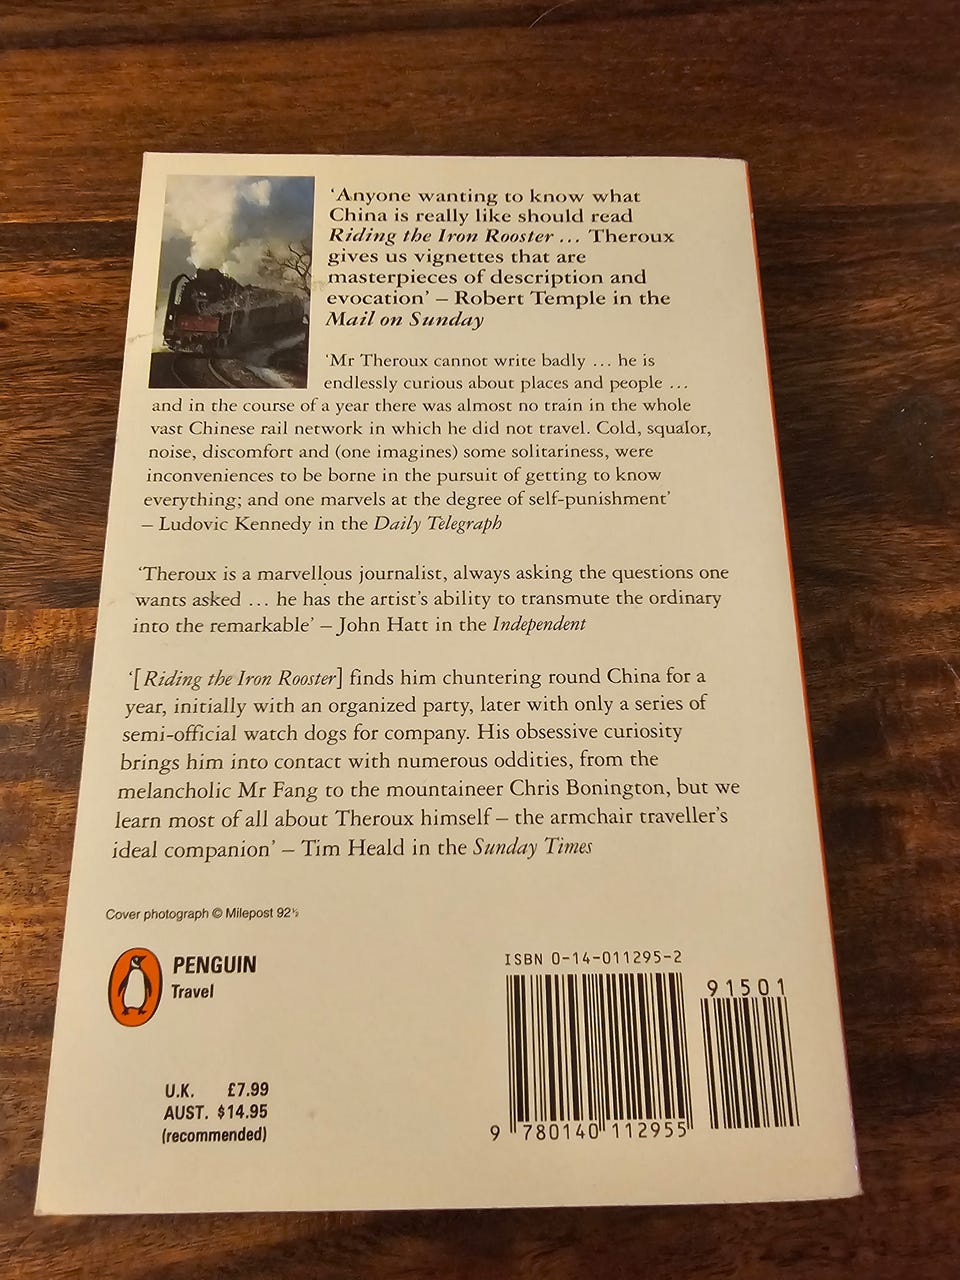 ‘Anyone wanting to know what
China is really like should read
Riding the Iron Rooster ... Theroux
gives us vignettes that are
masterpieces of description and
evocation’ – Robert Temple in the
Mail on Sunday
‘Mr Theroux cannot write badly ... he is
endlessly curious about places and people ...
and in the course of a year there was almost no train in the whole
vast Chinese rail network in which he did not travel. Cold, squalor,
noise, discomfort and (one imagines) some solitariness, were
inconveniences to be borne in the pursuit of getting to know
everything; and one marvels at the degree of self-punishment’
– Ludovic Kennedy in the Daily Telegraph
‘Theroux is a marvellous journalist, always asking the questions one
wants asked ... he has the artist’s ability to transmute the ordinary
into the remarkable’ – John Hatt in the Independent
‘[Riding the Iron Rooster] finds him chuntering round China for a
year, initially with an organized party, later with only a series of
semi-official watch dogs for company. His obsessive curiosity
brings him into contact with numerous oddities, from the
melancholic Mr Fang to the mountaineer Chris Bonington, but we
learn most of all about Theroux himself – the armchair traveller’s
ideal companion’ – Tim Heald in the Sunday Times
Cover photograph © Milepost 92½
PENGUIN
Travel
U.K. £7.99
AUST. $14.95
(recommended)
ISBN 0-14-011295-2
91501
9 780140 112955